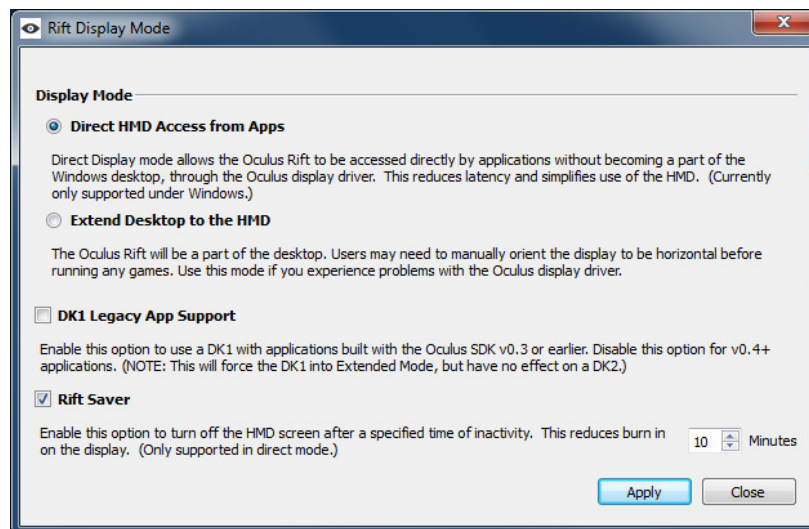 Rift Display Mode
Display Mode
Direct HMD Access from Apps
Direct Display mode allows the Oculus Rift to be accessed directly by applications without becoming a part of the
Windows desktop, through the Oculus display driver.  This reduces latency and simplifies use of the HMD.  (Currently
only supported under Windows.)
Extend Desktop to the HMD
The Oculus Rift will be a part of the desktop. Users may need to manually orient the display to be horizontal before
running any games. Use this mode if you experience problems with the Oculus display driver.
DK1 Legacy App Support
Enable this option to use a DK1 with applications built with the Oculus SDK v0.3 or earlier. Disable this option for v0.4+
applications. (NOTE: This will force the DK1 into Extended Mode, but have no effect on a DK2.)
Rift Saver
Enable this option to turn off the HMD screen after a specified time of inactivity.  This reduces burn in
on the display.  (Only supported in direct mode.)
10 Minutes
Apply Close